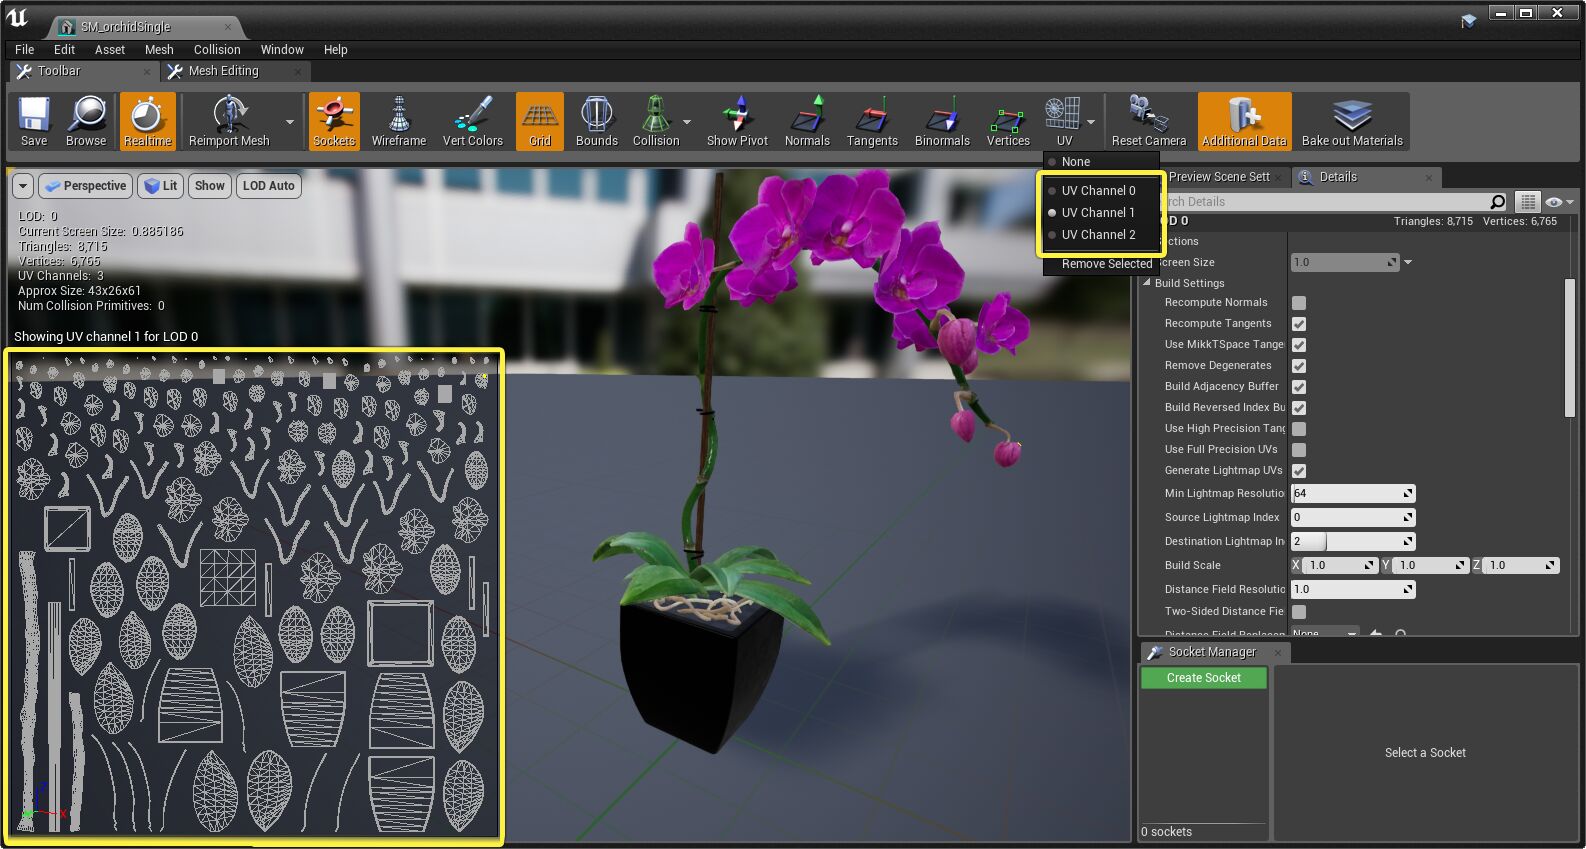 SM_orchidSingle
File Edit Asset Mesh Collision Window Help
Toolbar Mesh Editing
Save Browse Realtime Reimport Mesh Sockets Wireframe Vert Colors Grid Bounds Collision Show Pivot Normals Tangents Binormals Vertices UV Reset Camera Additional Data Bake out Materials
None
UV Channel 0
UV Channel 1
UV Channel 2
Remove Selected
Perspective Lit Show LOD Auto
LOD: 0
Current Screen Size: 0.885186
Triangles: 8,715
Vertices: 6,765
UV Channels: 3
Approx Size: 43x26x61
Num Collision Primitives: 0
Showing UV channel 1 for LOD 0
X
Preview Scene Sett Details
rch Details
OD 0 Triangles: 8,715 Vertices: 6,765
ctions
creen Size 1.0
Build Settings
Recompute Normals
Recompute Tangents
Use MikkTSpace Tange
Remove Degenerates
Build Adjacency Buffer
Build Reversed Index Bu
Use High Precision Tang
Use Full Precision UVs
Generate Lightmap UVs
Min Lightmap Resolutio 64
Source Lightmap Index 0
Destination Lightmap In 2
Build Scale X 1.0 Y 1.0 Z 1.0
Distance Field Resolutio 1.0
Two-Sided Distance Fie
Distance Field Replacem None
Socket Manager
Create Socket
Select a Socket
0 sockets